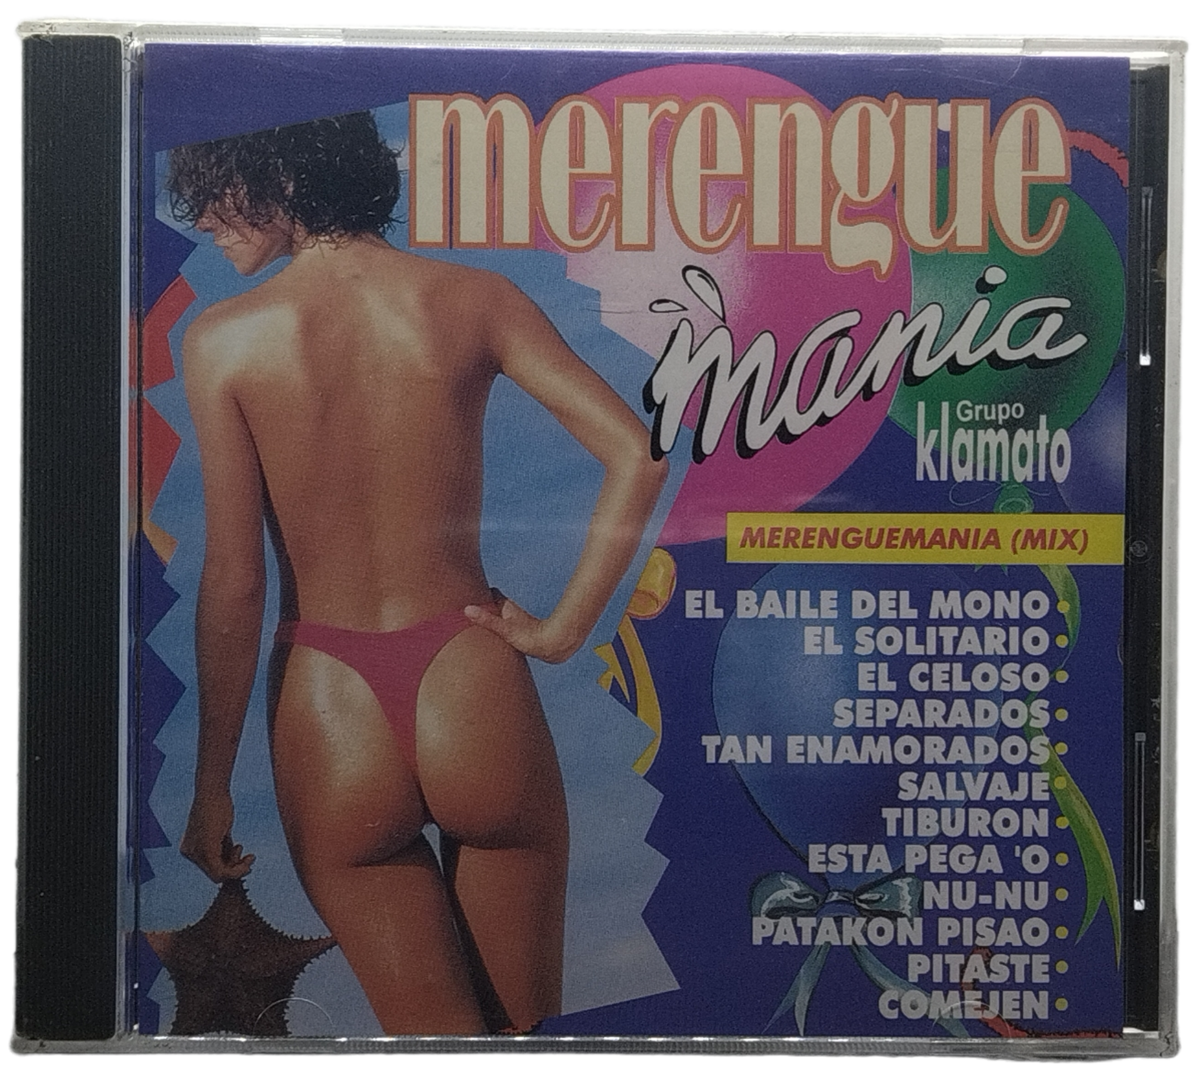 merengue
mania
Grupo
klamato
MERENGUEMANIA (MIX)
EL BAILE DEL MONO•
EL SOLITARIO•
EL CELOSO•
SEPARADOS•
TAN ENAMORADOS•
SALVAJE•
TIBURON•
ESTA PEGA 'O•
NU-NU•
PATAKON PISAO•
PITASTE•
COMEJEN•